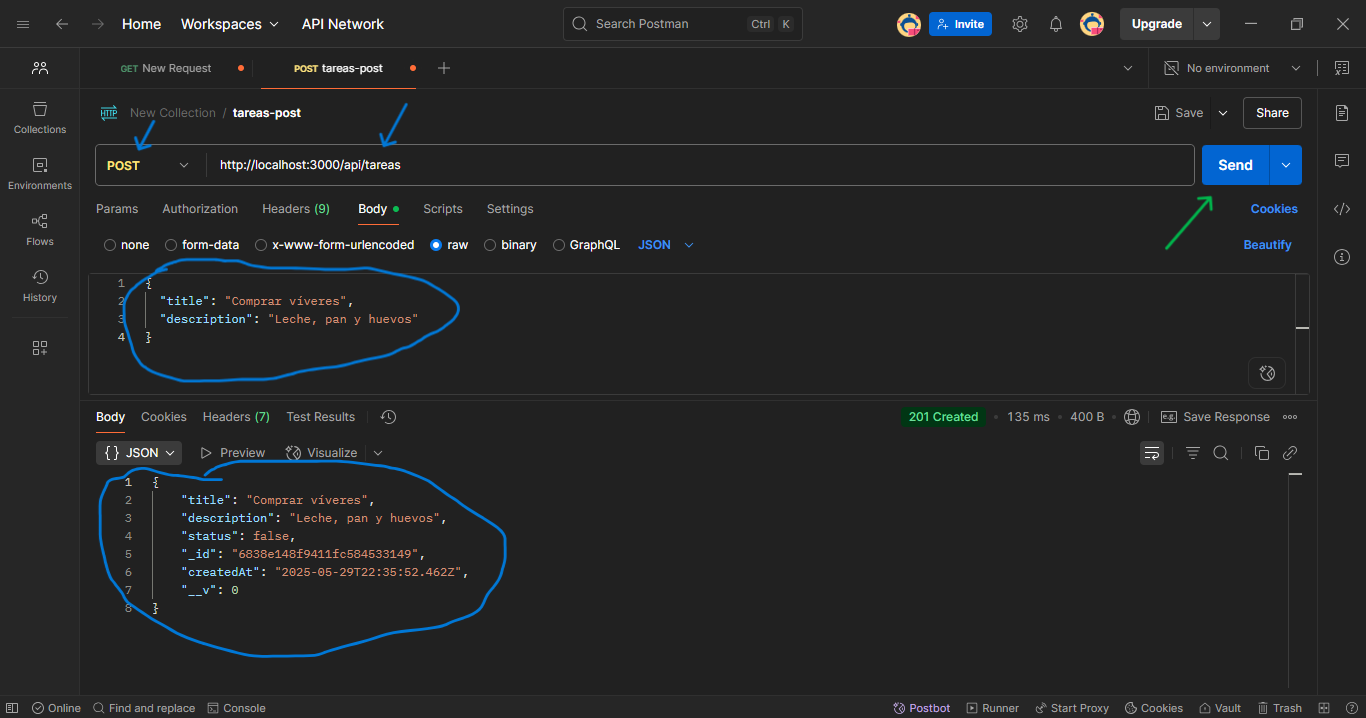 Home Workspaces API Network Search Postman Ctrl K Invite Upgrade
GET New Request POST tareas-post No environment
HTTP New Collection / tareas-post Save Share
Collections
POST http://localhost:3000/api/tareas Send
Environments
Params Authorization Headers (9) Body Scripts Settings Cookies
Flows
none form-data x-www-form-urlencoded raw binary GraphQL JSON Beautify
History
1 {
2 "title": "Comprar víveres",
3 "description": "Leche, pan y huevos"
4 }
Body Cookies Headers (7) Test Results 201 Created 135 ms 400 B e.g. Save Response
{} JSON Preview Visualize
1 {
2 "title": "Comprar víveres",
3 "description": "Leche, pan y huevos",
4 "status": false,
5 "_id": "6838e148f9411fc584533149",
6 "createdAt": "2025-05-29T22:35:52.462Z",
7 "__v": 0
8 }
Online Find and replace Console Postbot Runner Start Proxy Cookies Vault Trash